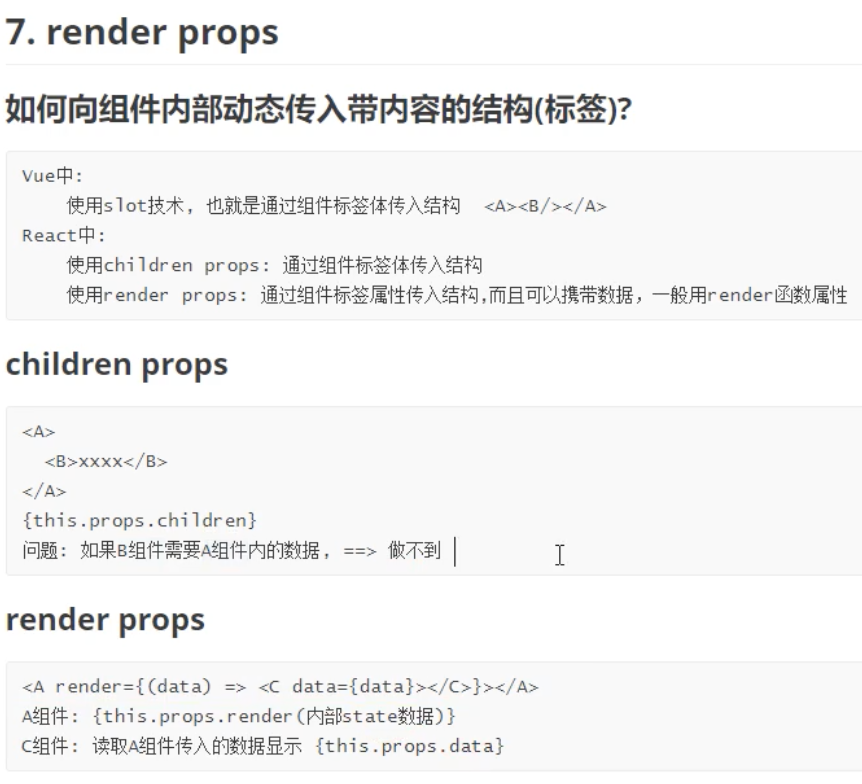 7. render props
如何向组件内部动态传入带内容的结构(标签)?
Vue中:
使用slot技术, 也就是通过组件标签体传入结构  <A><B/></A>
React中:
使用children props: 通过组件标签体传入结构
使用render props: 通过组件标签属性传入结构,而且可以携带数据，一般用render函数属性
children props
<A>
<B>xxxx</B>
</A>
{this.props.children}
问题: 如果B组件需要A组件内的数据, ==> 做不到
render props
<A render={(data) => <C data={data}></C>}></A>
A组件: {this.props.render(内部state数据)}
C组件: 读取A组件传入的数据显示 {this.props.data}